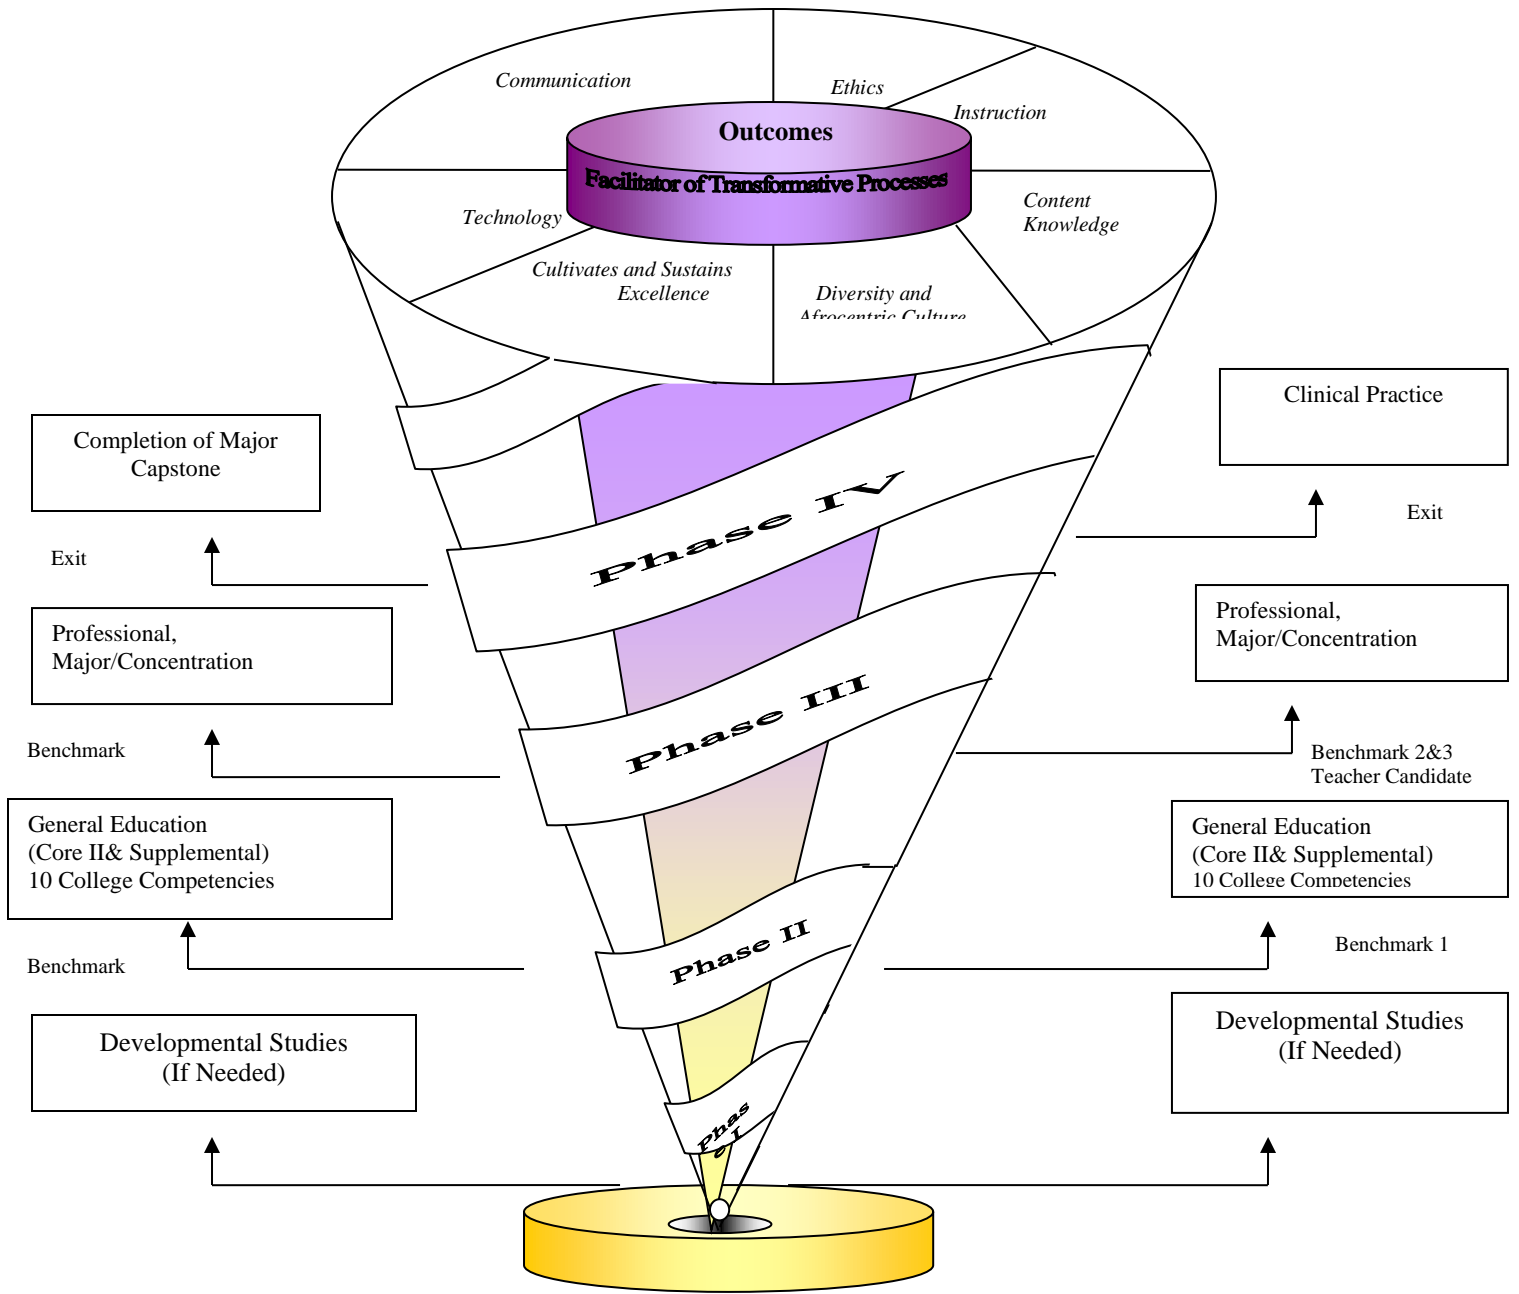 Communication
Ethics
Instruction
Outcomes
Facilitator of Transformative Processes
Technology
Content
Knowledge
Cultivates and Sustains
Excellence
Diversity and
Afrocentric Culture
Clinical Practice
Completion of Major
Capstone
Phase IV
Exit
Exit
Professional,
Major/Concentration
Professional,
Major/Concentration
Phase III
Benchmark
Benchmark 2&3
Teacher Candidate
General Education
(Core II& Supplemental)
10 College Competencies
General Education
(Core II& Supplemental)
10 College Competencies
Phase II
Benchmark
Benchmark 1
Developmental Studies
(If Needed)
Developmental Studies
(If Needed)
Phas
e I